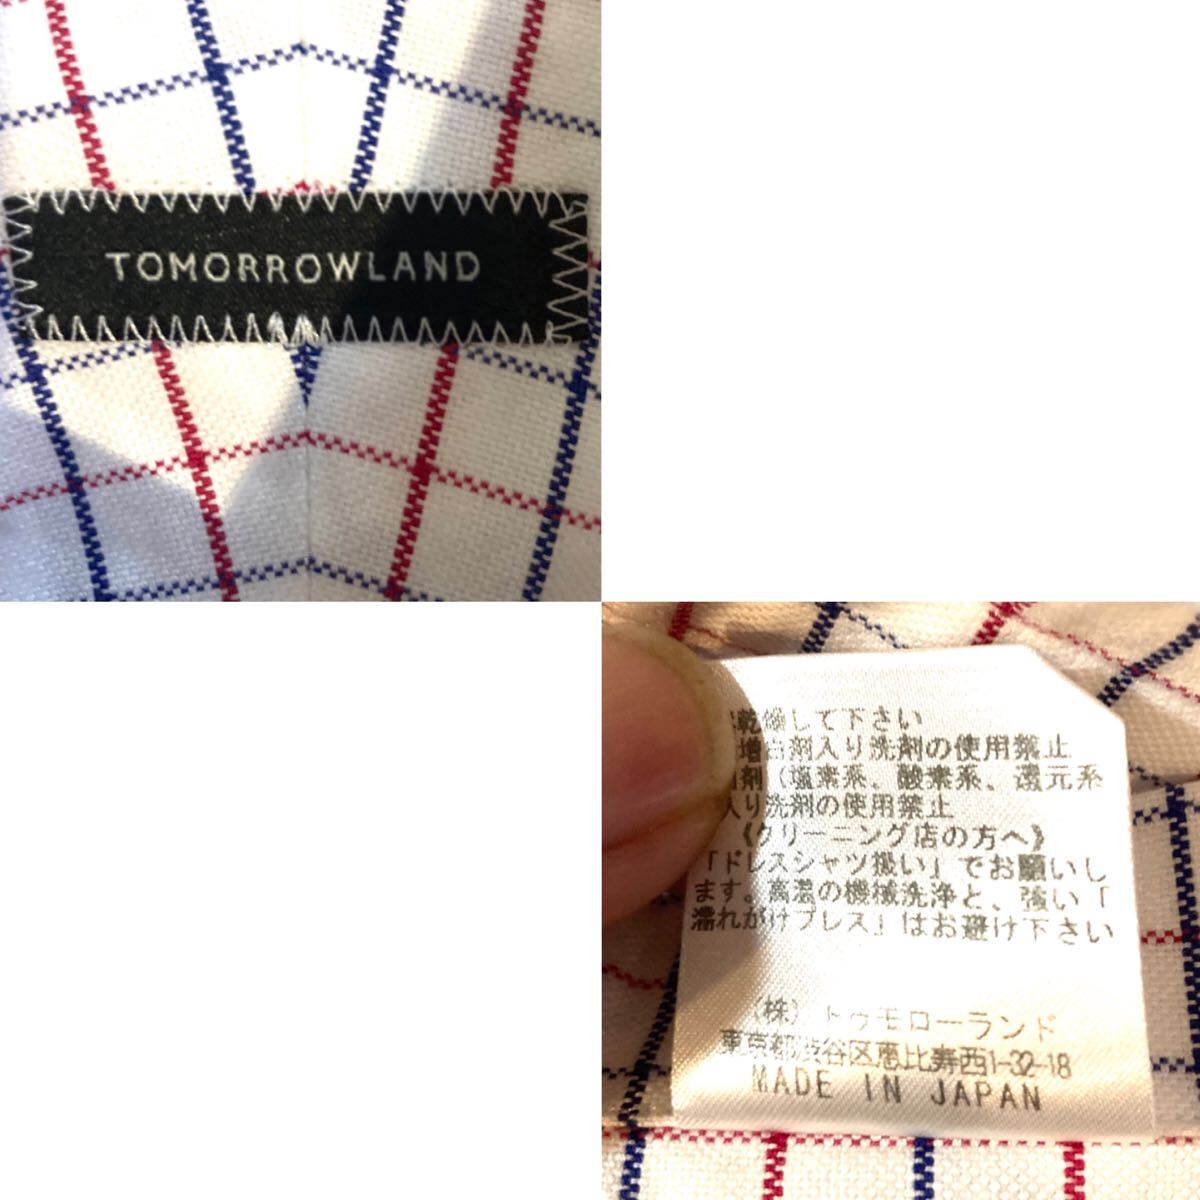 TOMORROWLAND
乾燥して下さい
増白剤入り洗剤の使用禁止
剤（塩素系、酸素系、還元系
入り洗剤の使用禁止
《クリーニング店の方へ》
「ドレスシャツ扱い」でお願いし
ます。高温の機械洗浄と、強い「
濡れがけプレス」はお避け下さい
（株）トゥモローランド
東京都渋谷区恵比寿西1-32-18
MADE IN JAPAN